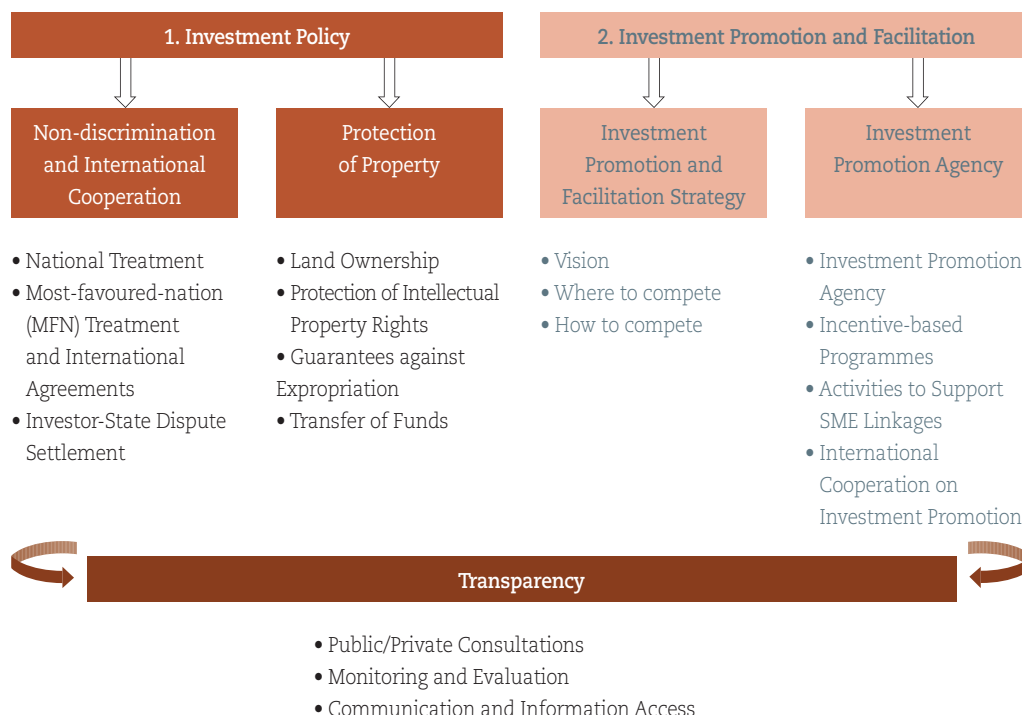 1. Investment Policy
2. Investment Promotion and Facilitation
Non-discrimination
and International
Cooperation
Protection
of Property
Investment
Promotion and
Facilitation Strategy
Investment
Promotion Agency
• National Treatment
• Most-favoured-nation
(MFN) Treatment
and International
Agreements
• Investor-State Dispute
Settlement
• Land Ownership
• Protection of Intellectual
Property Rights
• Guarantees against
Expropriation
• Transfer of Funds
• Vision
• Where to compete
• How to compete
• Investment Promotion
Agency
• Incentive-based
Programmes
• Activities to Support
SME Linkages
• International
Cooperation on
Investment Promotion
Transparency
• Public/Private Consultations
• Monitoring and Evaluation
• Communication and Information Access